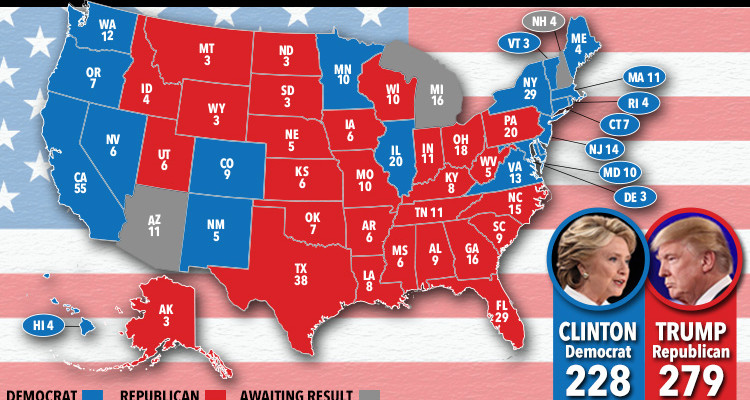 WA
12
OR
7
CA
55
NV
6
ID
4
MT
3
WY
3
UT
6
AZ
11
CO
9
NM
5
ND
3
SD
3
NE
5
KS
6
OK
7
TX
38
MN
10
IA
6
MO
10
AR
6
LA
8
WI
10
IL
20
MI
16
IN
11
OH
18
KY
8
TN 11
MS
6
AL
9
GA
16
FL
29
SC
9
NC
15
VA
13
WV
5
PA
20
NY
29
VT 3
NH 4
ME
4
MA 11
RI 4
CT 7
NJ 14
MD 10
DE 3
HI 4
AK
3
CLINTON
Democrat
228
TRUMP
Republican
279
DEMOCRAT REPUBLICAN AWAITING RESULT